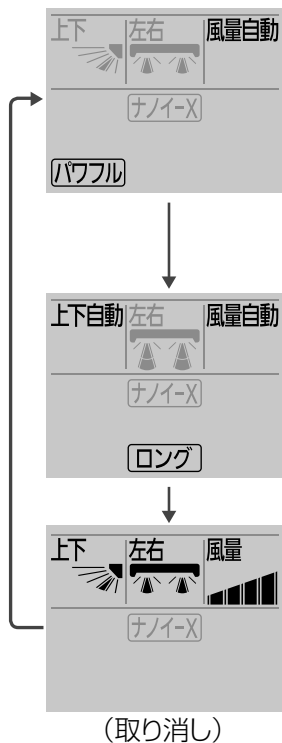 上下 左右 風量自動
ナノイーX
パワフル
上下自動 左右 風量自動
ナノイーX
ロング
上下 左右 風量
ナノイーX
(取り消し)